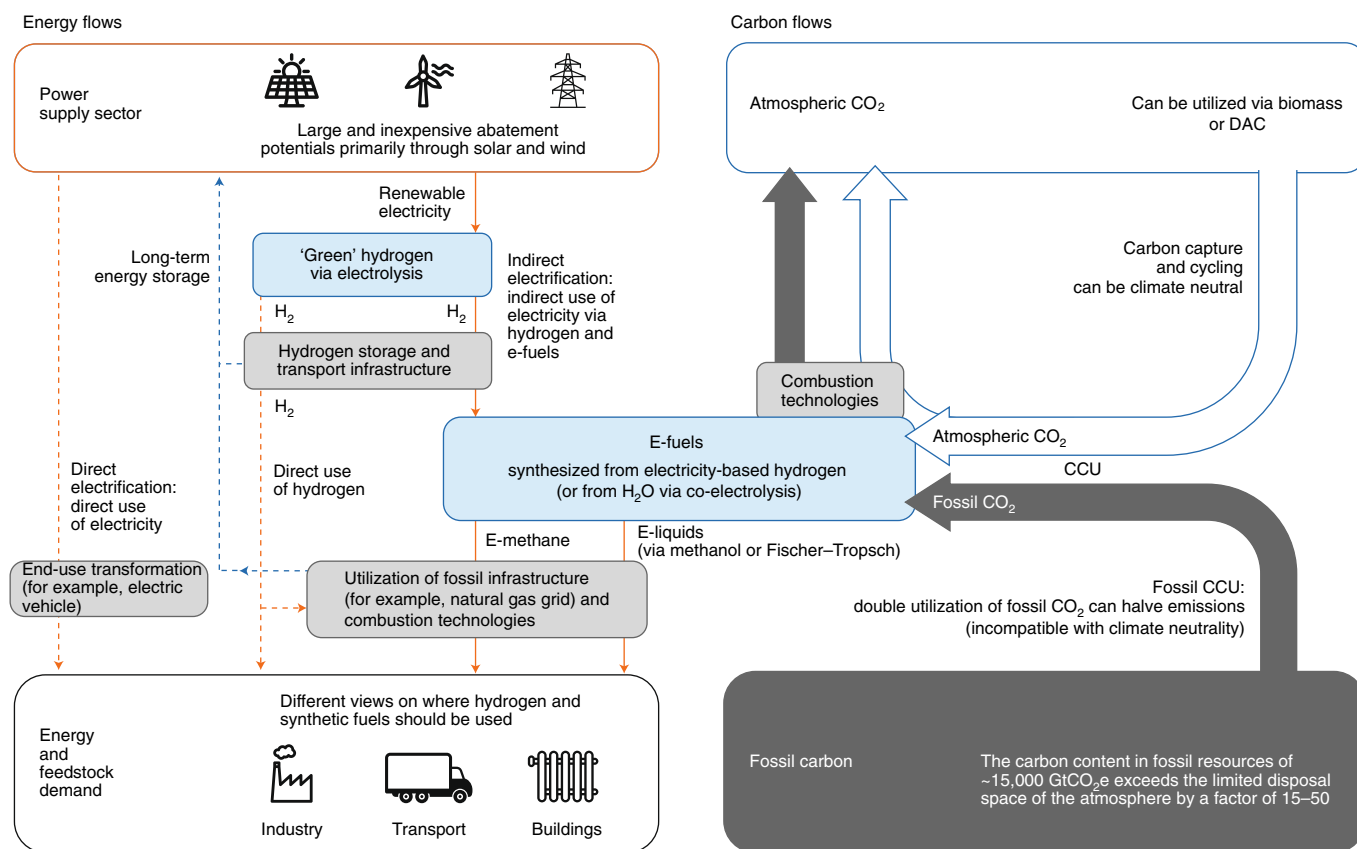 Energy flows
Power
supply sector
Large and inexpensive abatement
potentials primarily through solar and wind
Renewable
electricity
Long-term
energy storage
‘Green’ hydrogen
via electrolysis
Indirect
electrification:
indirect use of
electricity via
hydrogen and
e-fuels
H₂
H₂
Hydrogen storage and
transport infrastructure
H₂
Direct
electrification:
direct use
of electricity
Direct use
of hydrogen
E-fuels
synthesized from electricity-based hydrogen
(or from H₂O via co-electrolysis)
E-methane
E-liquids
(via methanol or Fischer–Tropsch)
End-use transformation
(for example, electric
vehicle)
Utilization of fossil infrastructure
(for example, natural gas grid) and
combustion technologies
Different views on where hydrogen and
synthetic fuels should be used
Energy
and
feedstock
demand
Industry
Transport
Buildings
Carbon flows
Atmospheric CO₂
Can be utilized via biomass
or DAC
Carbon capture
and cycling
can be climate neutral
Combustion
technologies
Atmospheric CO₂
CCU
Fossil CO₂
Fossil CCU:
double utilization of fossil CO₂ can halve emissions
(incompatible with climate neutrality)
Fossil carbon
The carbon content in fossil resources of
~15,000 GtCO₂e exceeds the limited disposal
space of the atmosphere by a factor of 15–50